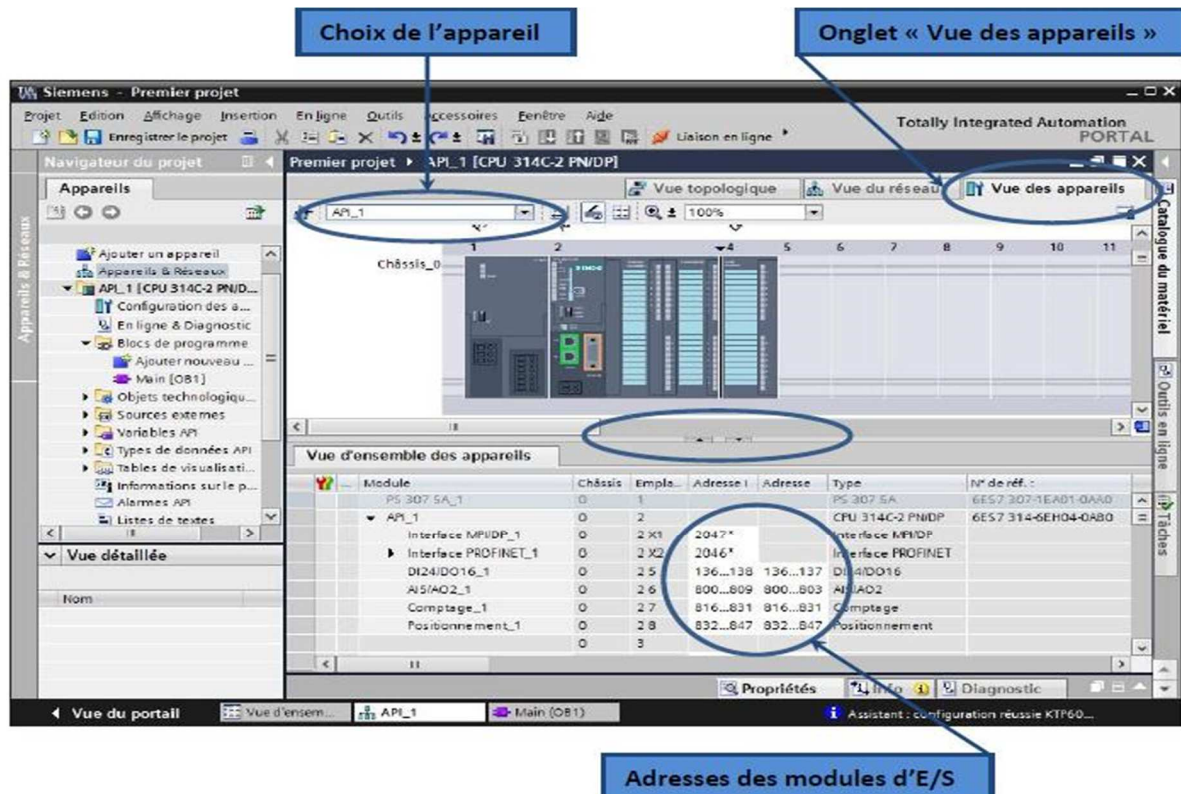 Choix de l'appareil
Onglet « Vue des appareils »
Siemens - Premier projet
Projet Edition Affichage Insertion En ligne Outils Accessoires Fenêtre Aide
Totally Integrated Automation
PORTAL
Enregistrer le projet
Liaison en ligne
Navigateur du projet
Premier projet ▸ API_1 [CPU 314C-2 PN/DP]
Appareils
Vue topologique
Vue du réseau
Vue des appareils
API_1
100%
Appareils & Réseaux
Catalogue du matériel
Outils en ligne
Tâches
Ajouter un appareil
Appareils & Réseaux
API_1 [CPU 314C-2 PN/D...
Configuration des a...
En ligne & Diagnostic
Blocs de programme
Ajouter nouveau ...
Main [OB1]
Objets technologiqu...
Sources externes
Variables API
Types de données API
Tables de visualisati...
Informations sur le p...
Alarmes API
Listes de textes
1 2 4 5 6 7 8 9 10 11
Châssis_0
Vue d'ensemble des appareils
Module Châssis Empla... Adresse I Adresse Type N° de réf. :
PS 307 5A_1 0 1 PS 307 5A 6ES7 307-1EA01-0AA0
API_1 0 2 CPU 314C-2 PN/DP 6ES7 314-6EH04-0AB0
Interface MPI/DP_1 0 2 X1 2047* Interface MPI/DP
Interface PROFINET_1 0 2 X2 2046* Interface PROFINET
DI24/DO16_1 0 2 5 136...138 136...137 DI24/DO16
AI5/AO2_1 0 2 6 800...809 800...803 AI5/AO2
Comptage_1 0 2 7 816...831 816...831 Comptage
Positionnement_1 0 2 8 832...847 832...847 Positionnement
0 3
Vue détaillée
Nom
Propriétés
Info
Diagnostic
Vue du portail
Vue d'ensem...
API_1
Main (OB1)
Assistant : configuration réussie KTP60...
Adresses des modules d'E/S